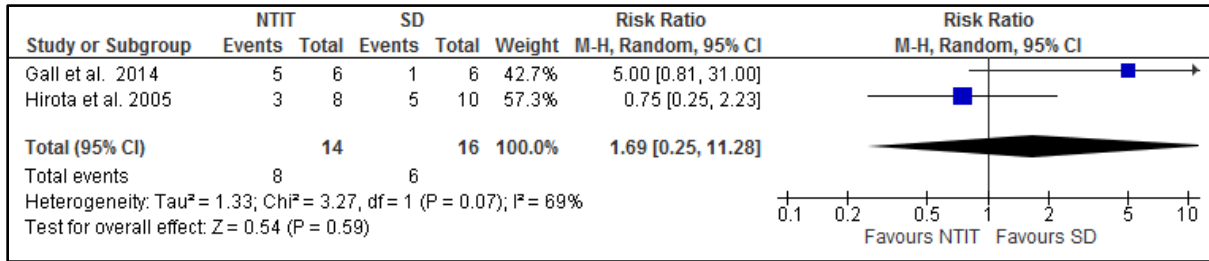 NTIT SD Risk Ratio Risk Ratio
Study or Subgroup Events Total Events Total Weight M-H, Random, 95% CI M-H, Random, 95% CI
Gall et al. 2014 5 6 1 6 42.7% 5.00 [0.81, 31.00]
Hirota et al. 2005 3 8 5 10 57.3% 0.75 [0.25, 2.23]
Total (95% CI) 14 16 100.0% 1.69 [0.25, 11.28]
Total events 8 6
Heterogeneity: Tau² = 1.33; Chi² = 3.27, df = 1 (P = 0.07); I² = 69%
Test for overall effect: Z = 0.54 (P = 0.59)
0.1 0.2 0.5 1 2 5 10
Favours NTIT Favours SD